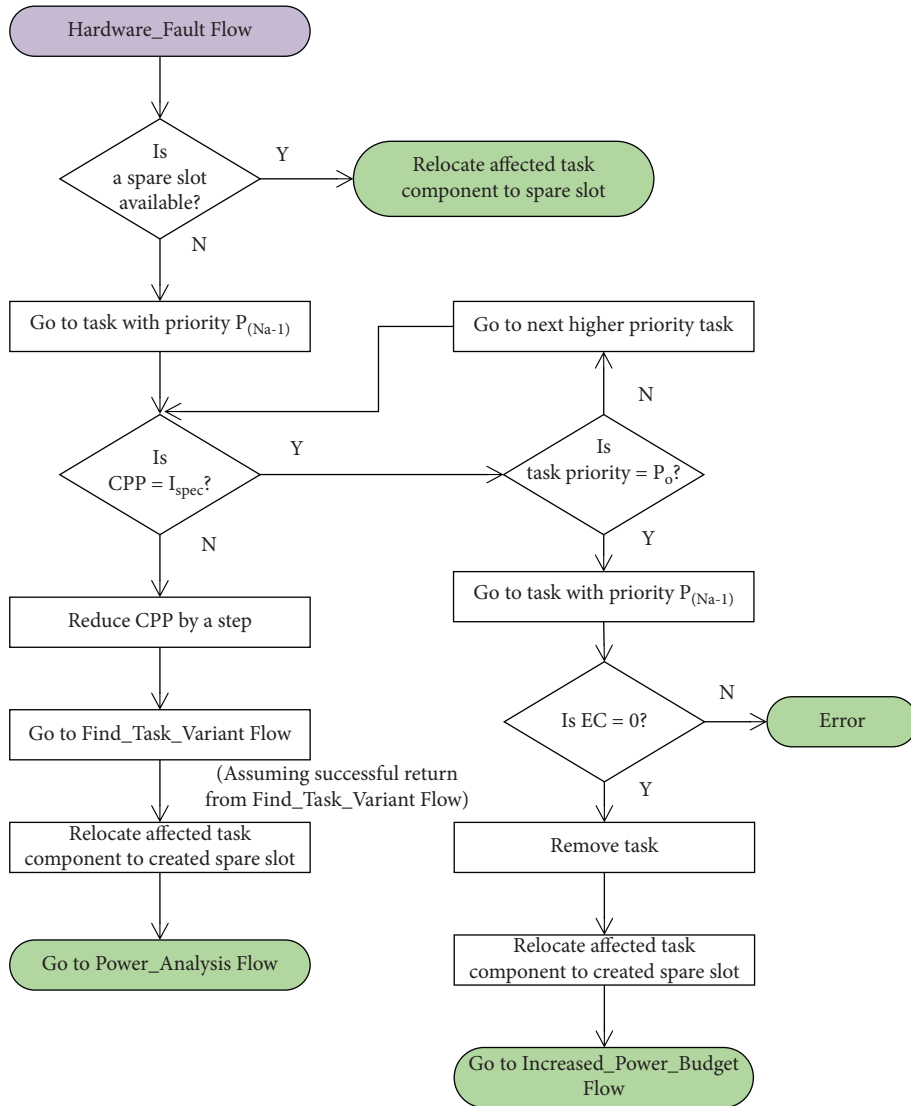 Hardware_Fault Flow
Is
a spare slot
available?
Y
Relocate affected task
component to spare slot
N
Go to task with priority P(Na-1)
Go to next higher priority task
N
Is
CPP = Ispec?
Y
Is
task priority = Po?
N
Y
Reduce CPP by a step
Go to task with priority P(Na-1)
Go to Find_Task_Variant Flow
(Assuming successful return
from Find_Task_Variant Flow)
Is EC = 0?
N
Error
Y
Relocate affected task
component to created spare slot
Remove task
Go to Power_Analysis Flow
Relocate affected task
component to created spare slot
Go to Increased_Power_Budget
Flow